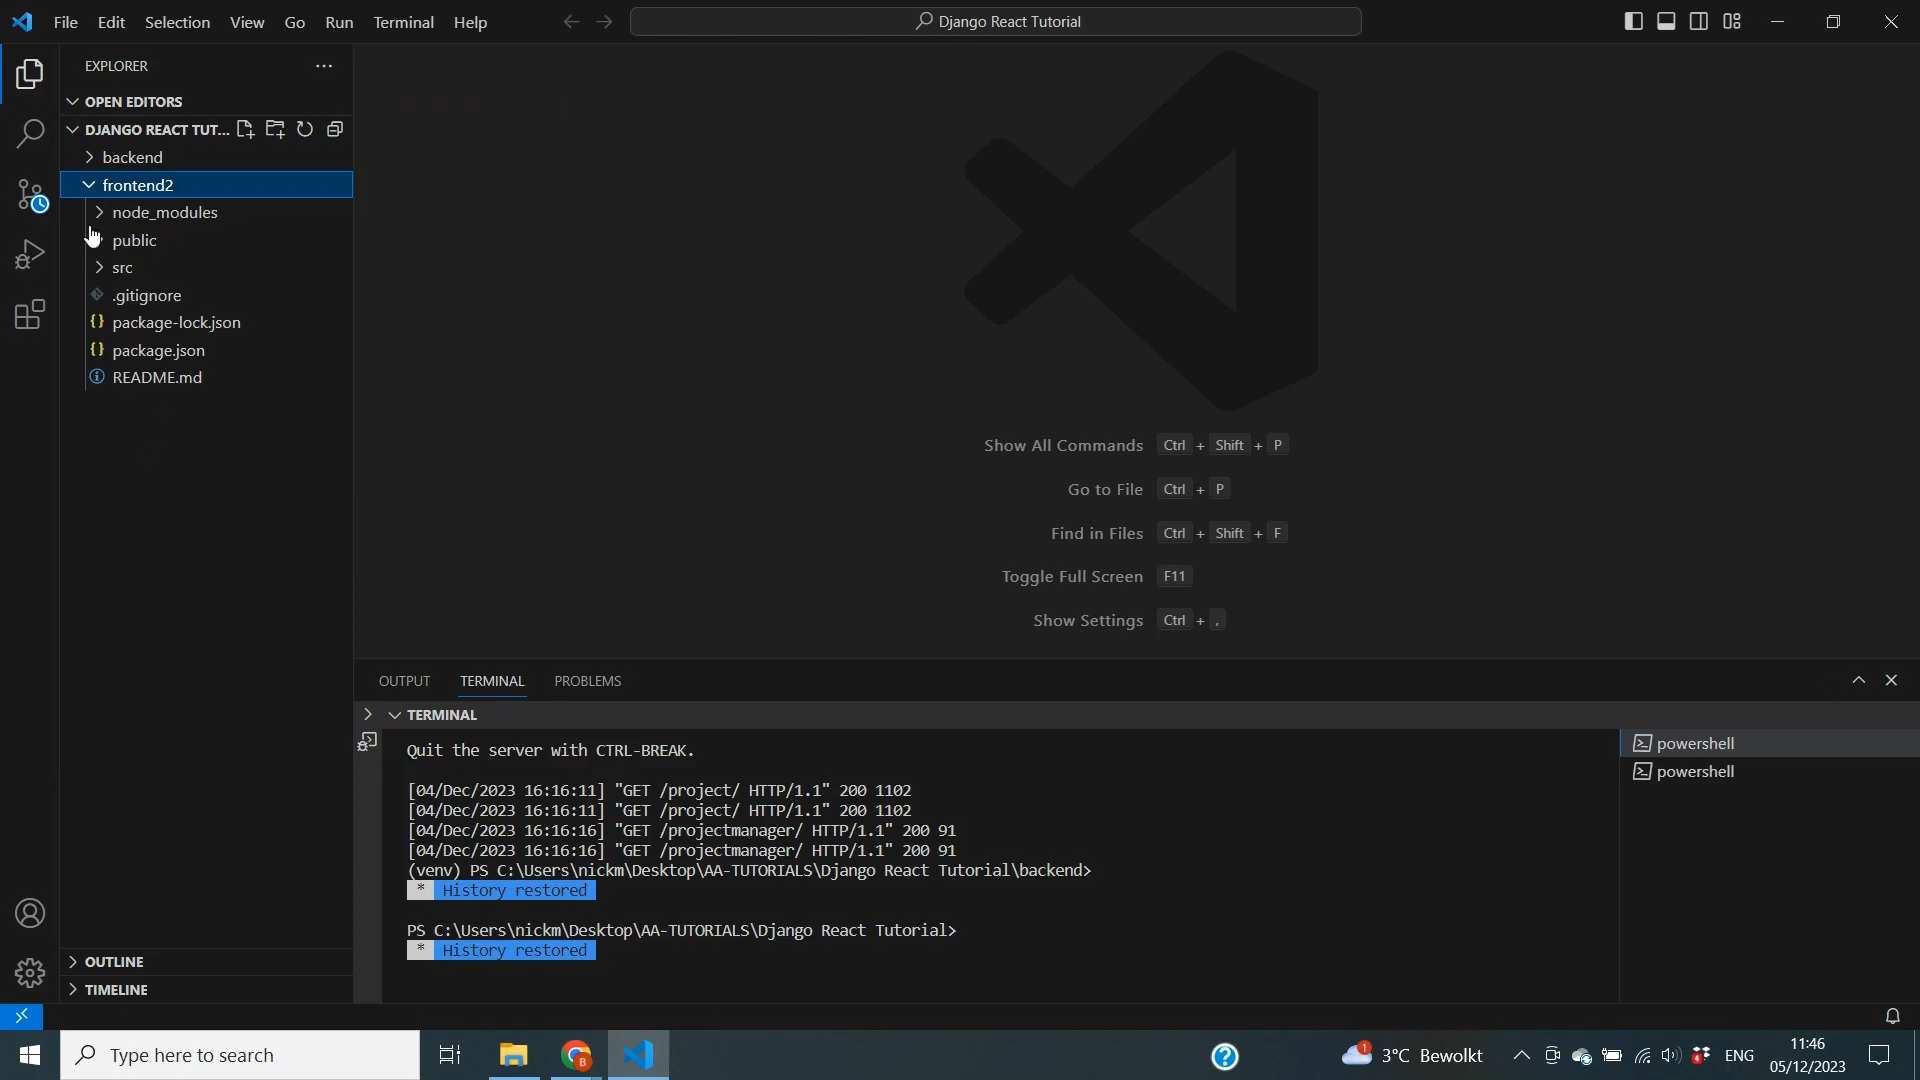 File Edit Selection View Go Run Terminal Help
Django React Tutorial
EXPLORER
OPEN EDITORS
DJANGO REACT TUT...
backend
frontend2
node_modules
public
src
.gitignore
package-lock.json
package.json
README.md
OUTLINE
TIMELINE
Show All Commands Ctrl + Shift + P
Go to File Ctrl + P
Find in Files Ctrl + Shift + F
Toggle Full Screen F11
Show Settings Ctrl + ,
OUTPUT TERMINAL PROBLEMS
TERMINAL
Quit the server with CTRL-BREAK.
[04/Dec/2023 16:16:11] "GET /project/ HTTP/1.1" 200 1102
[04/Dec/2023 16:16:11] "GET /project/ HTTP/1.1" 200 1102
[04/Dec/2023 16:16:16] "GET /projectmanager/ HTTP/1.1" 200 91
[04/Dec/2023 16:16:16] "GET /projectmanager/ HTTP/1.1" 200 91
(venv) PS C:\Users\nickm\Desktop\AA-TUTORIALS\Django React Tutorial\backend>
* History restored
PS C:\Users\nickm\Desktop\AA-TUTORIALS\Django React Tutorial>
* History restored
powershell
powershell
Type here to search
B
1
3°C Bewolkt
4
ENG
11:46
05/12/2023